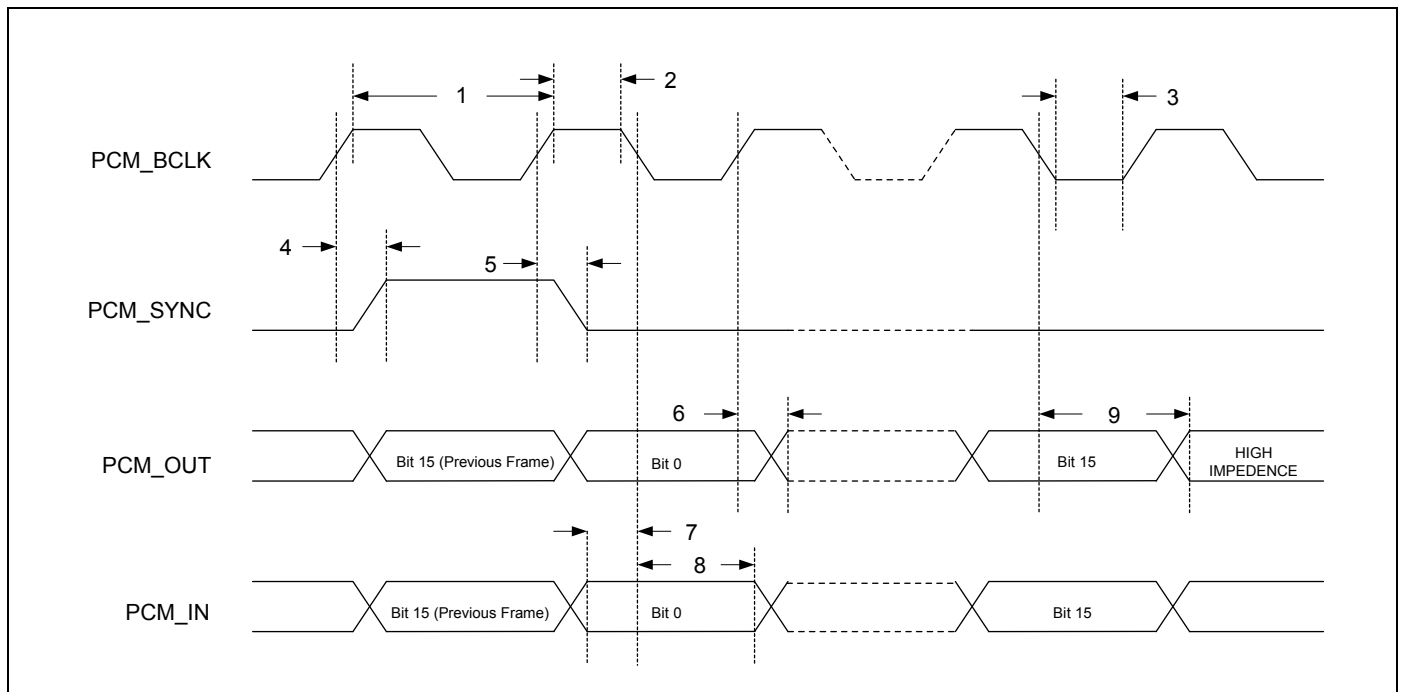 1
2
3
PCM_BCLK
4
5
PCM_SYNC
6
9
PCM_OUT
Bit 15 (Previous Frame)
Bit 0
Bit 15
HIGH
IMPEDENCE
7
8
PCM_IN
Bit 15 (Previous Frame)
Bit 0
Bit 15